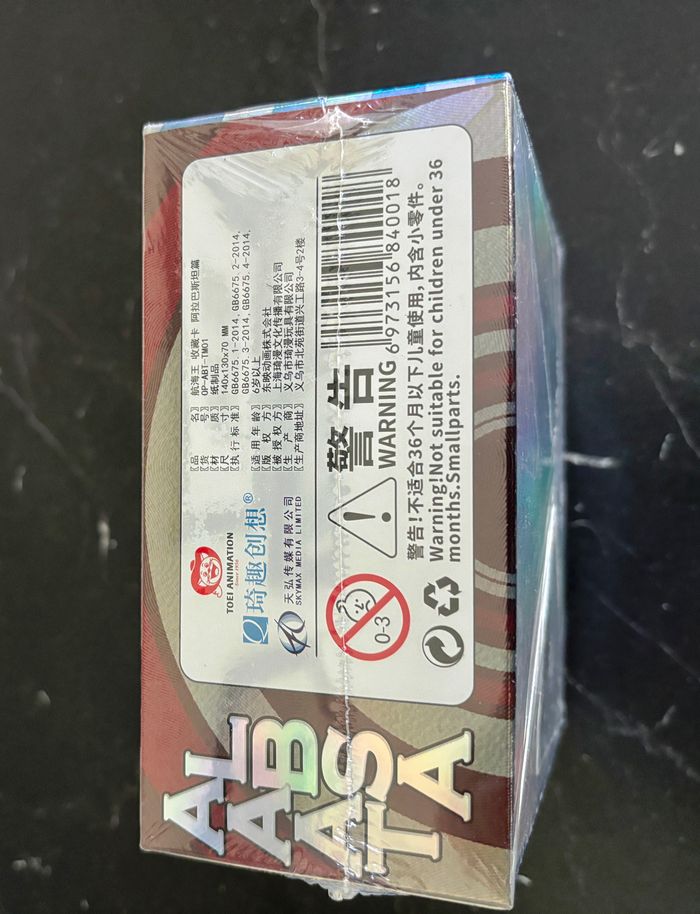 TOEI ANIMATION
琦趣创想®
天弘传媒有限公司
SKYMAX MEDIA LIMITED
〖品名〗 航海王 收藏卡 阿拉巴斯坦篇
〖货号〗 OP-ABT-TM01
〖材质〗 纸制品
〖尺寸〗 140x130x70 MM
〖执行标准〗 GB6675.1-2014, GB6675.2-2014,
GB6675.3-2014, GB6675.4-2014.
〖适用年龄〗 6岁以上
〖版权方〗 东映动画株式会社
〖被授权方〗 上海琦漫文化传播有限公司
〖生产商〗 义乌市琦漫玩具有限公司
〖生产商地址〗 义乌市北苑街道兴工路3-4号2楼
警告
WARNING
6 973156 840018
0-3
警告!不适合36个月以下儿童使用,内含小零件。
Warning!Not suitable for children under 36
months.Smallparts.
AL
AB
AS
TA